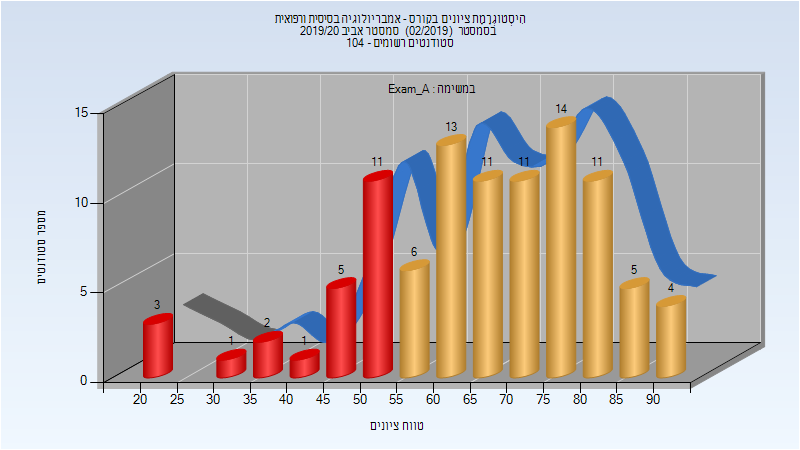 היסטוגרמת ציונים בקורס - אמבריולוגיה בסיסית ורפואית
בסמסטר (02/2019) סמסטר אביב 2019/20
סטודנטים רשומים - 104
במשימה : Exam_A
15
10
5
0
מספר סטודנטים
3
1
2
1
5
11
6
13
11
11
14
11
5
4
20 25 30 35 40 45 50 55 60 65 70 75 80 85 90
טווח ציונים